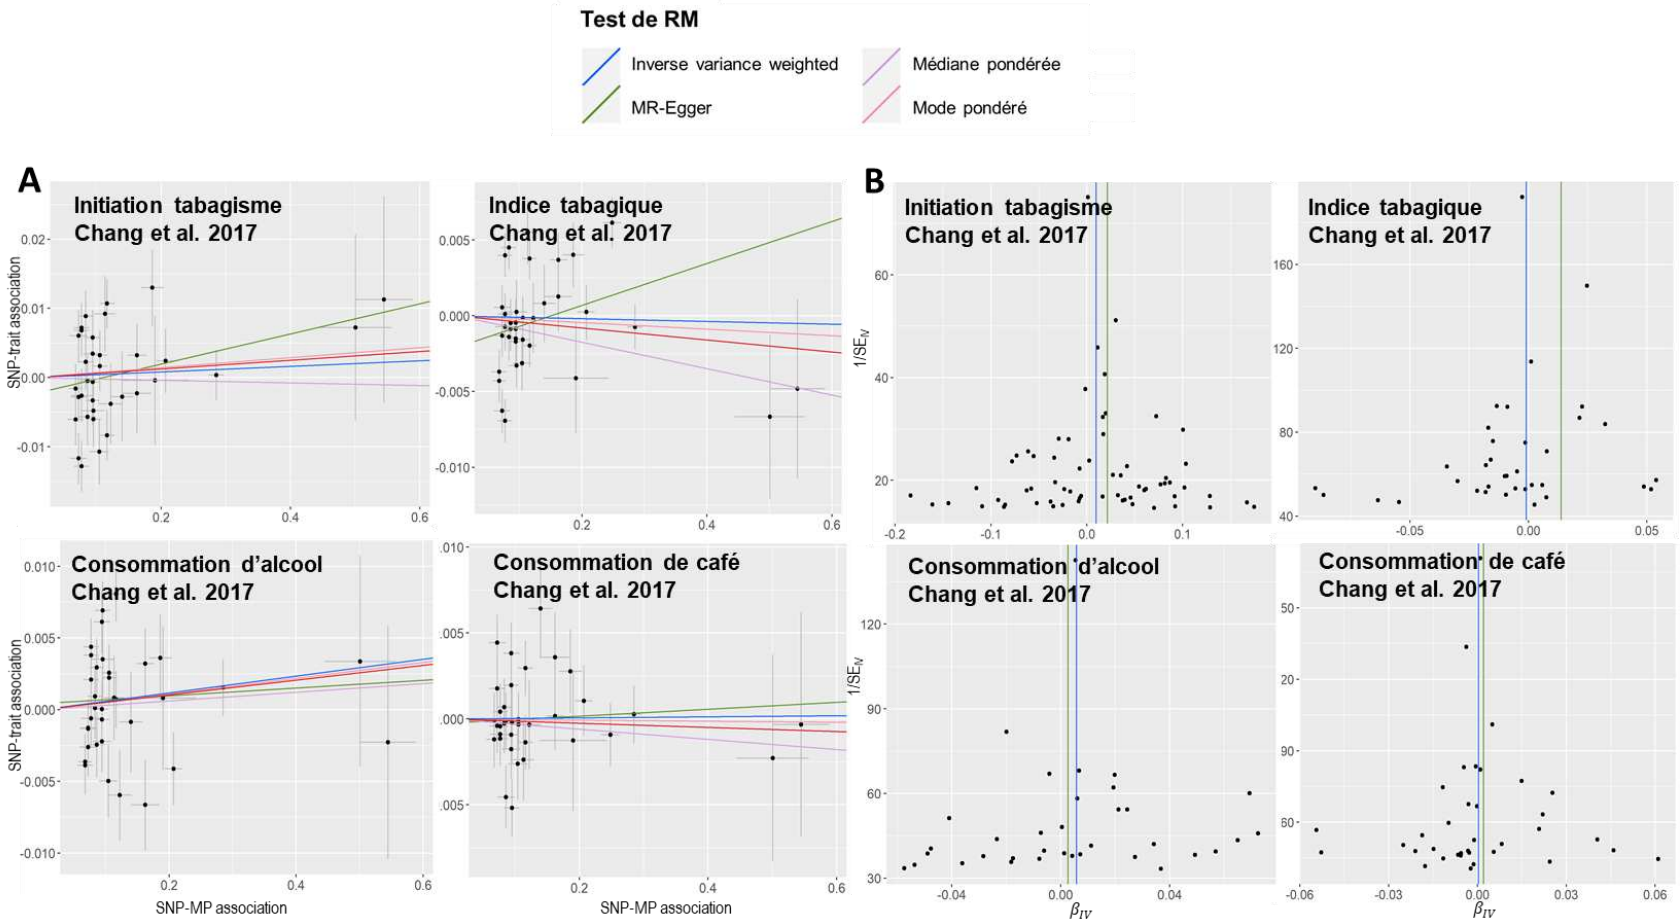 Test de RM
Inverse variance weighted
Médiane pondérée
MR-Egger
Mode pondéré
A
Initiation tabagisme
Chang et al. 2017
SNP-trait association
0.02
0.01
0.00
-0.01
0.2
0.4
0.6
Indice tabagique
Chang et al. 2017
0.005
0.000
-0.005
-0.010
0.2
0.4
0.6
Consommation d'alcool
Chang et al. 2017
SNP-trait association
0.010
0.005
0.000
-0.005
-0.010
0.2
0.4
0.6
SNP-MP association
Consommation de café
Chang et al. 2017
.010
.005
.000
.005
0.2
0.4
0.6
SNP-MP association
B
Initiation tabagisme
Chang et al. 2017
1/SE_IV
60
40
20
-0.2
-0.1
0.0
0.1
Indice tabagique
Chang et al. 2017
160
120
80
40
-0.05
0.00
0.05
Consommation d'alcool
Chang et al. 2017
1/SE_IV
120
90
60
30
-0.04
0.00
0.04
β_IV
Consommation de café
Chang et al. 2017
50
20
90
60
-0.06
-0.03
0.00
0.03
0.06
β_IV